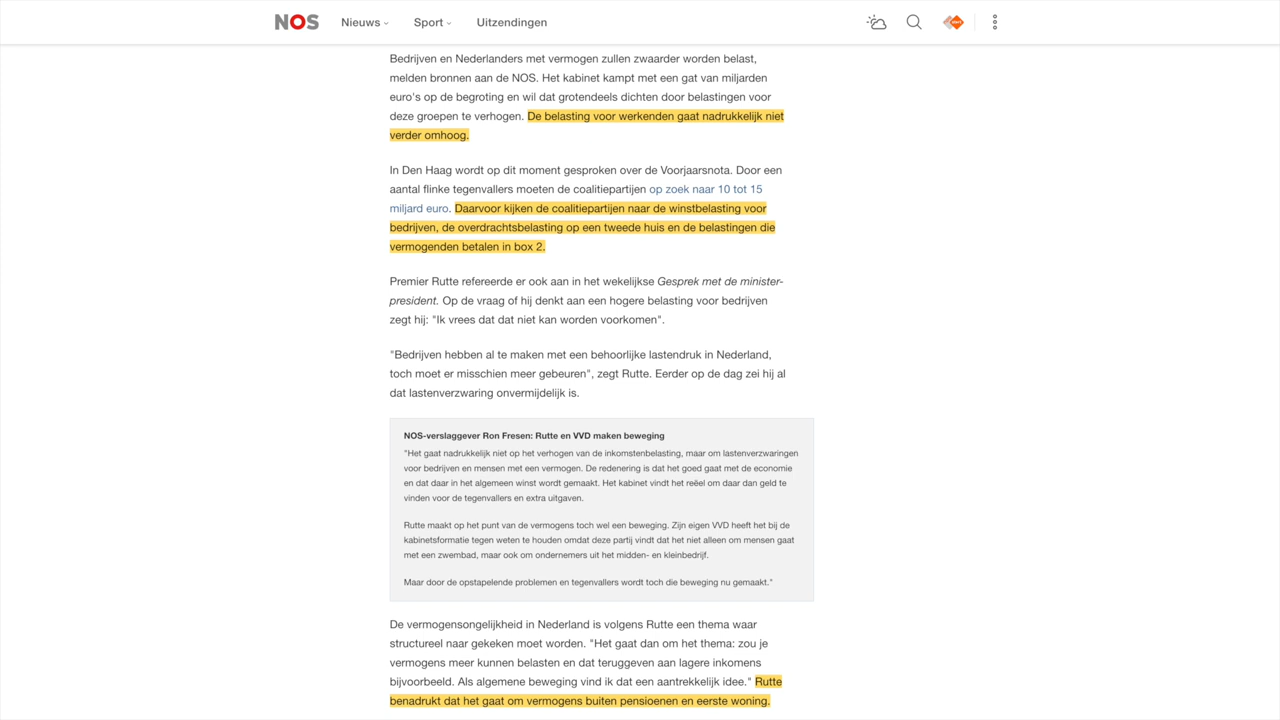 NOS Nieuws Sport Uitzendingen
Bedrijven en Nederlanders met vermogen zullen zwaarder worden belast,
melden bronnen aan de NOS. Het kabinet kampt met een gat van miljarden
euro's op de begroting en wil dat grotendeels dichten door belastingen voor
deze groepen te verhogen. De belasting voor werkenden gaat nadrukkelijk niet
verder omhoog.
In Den Haag wordt op dit moment gesproken over de Voorjaarsnota. Door een
aantal flinke tegenvallers moeten de coalitiepartijen op zoek naar 10 tot 15
miljard euro. Daarvoor kijken de coalitiepartijen naar de winstbelasting voor
bedrijven, de overdrachtsbelasting op een tweede huis en de belastingen die
vermogenden betalen in box 2.
Premier Rutte refereerde er ook aan in het wekelijkse Gesprek met de minister-
president. Op de vraag of hij denkt aan een hogere belasting voor bedrijven
zegt hij: "Ik vrees dat dat niet kan worden voorkomen".
"Bedrijven hebben al te maken met een behoorlijke lastendruk in Nederland,
toch moet er misschien meer gebeuren", zegt Rutte. Eerder op de dag zei hij al
dat lastenverzwaring onvermijdelijk is.
NOS-verslaggever Ron Fresen: Rutte en VVD maken beweging
"Het gaat nadrukkelijk niet op het verhogen van de inkomstenbelasting, maar om lastenverzwaringen
voor bedrijven en mensen met een vermogen. De redenering is dat het goed gaat met de economie
en dat daar in het algemeen winst wordt gemaakt. Het kabinet vindt het reëel om daar dan geld te
vinden voor de tegenvallers en extra uitgaven.
Rutte maakt op het punt van de vermogens toch wel een beweging. Zijn eigen VVD heeft het bij de
kabinetsformatie tegen weten te houden omdat deze partij vindt dat het niet alleen om mensen gaat
met een zwembad, maar ook om ondernemers uit het midden- en kleinbedrijf.
Maar door de opstapelende problemen en tegenvallers wordt toch die beweging nu gemaakt."
De vermogensongelijkheid in Nederland is volgens Rutte een thema waar
structureel naar gekeken moet worden. "Het gaat dan om het thema: zou je
vermogens meer kunnen belasten en dat teruggeven aan lagere inkomens
bijvoorbeeld. Als algemene beweging vind ik dat een aantrekkelijk idee." Rutte
benadrukt dat het gaat om vermogens buiten pensioenen en eerste woning.